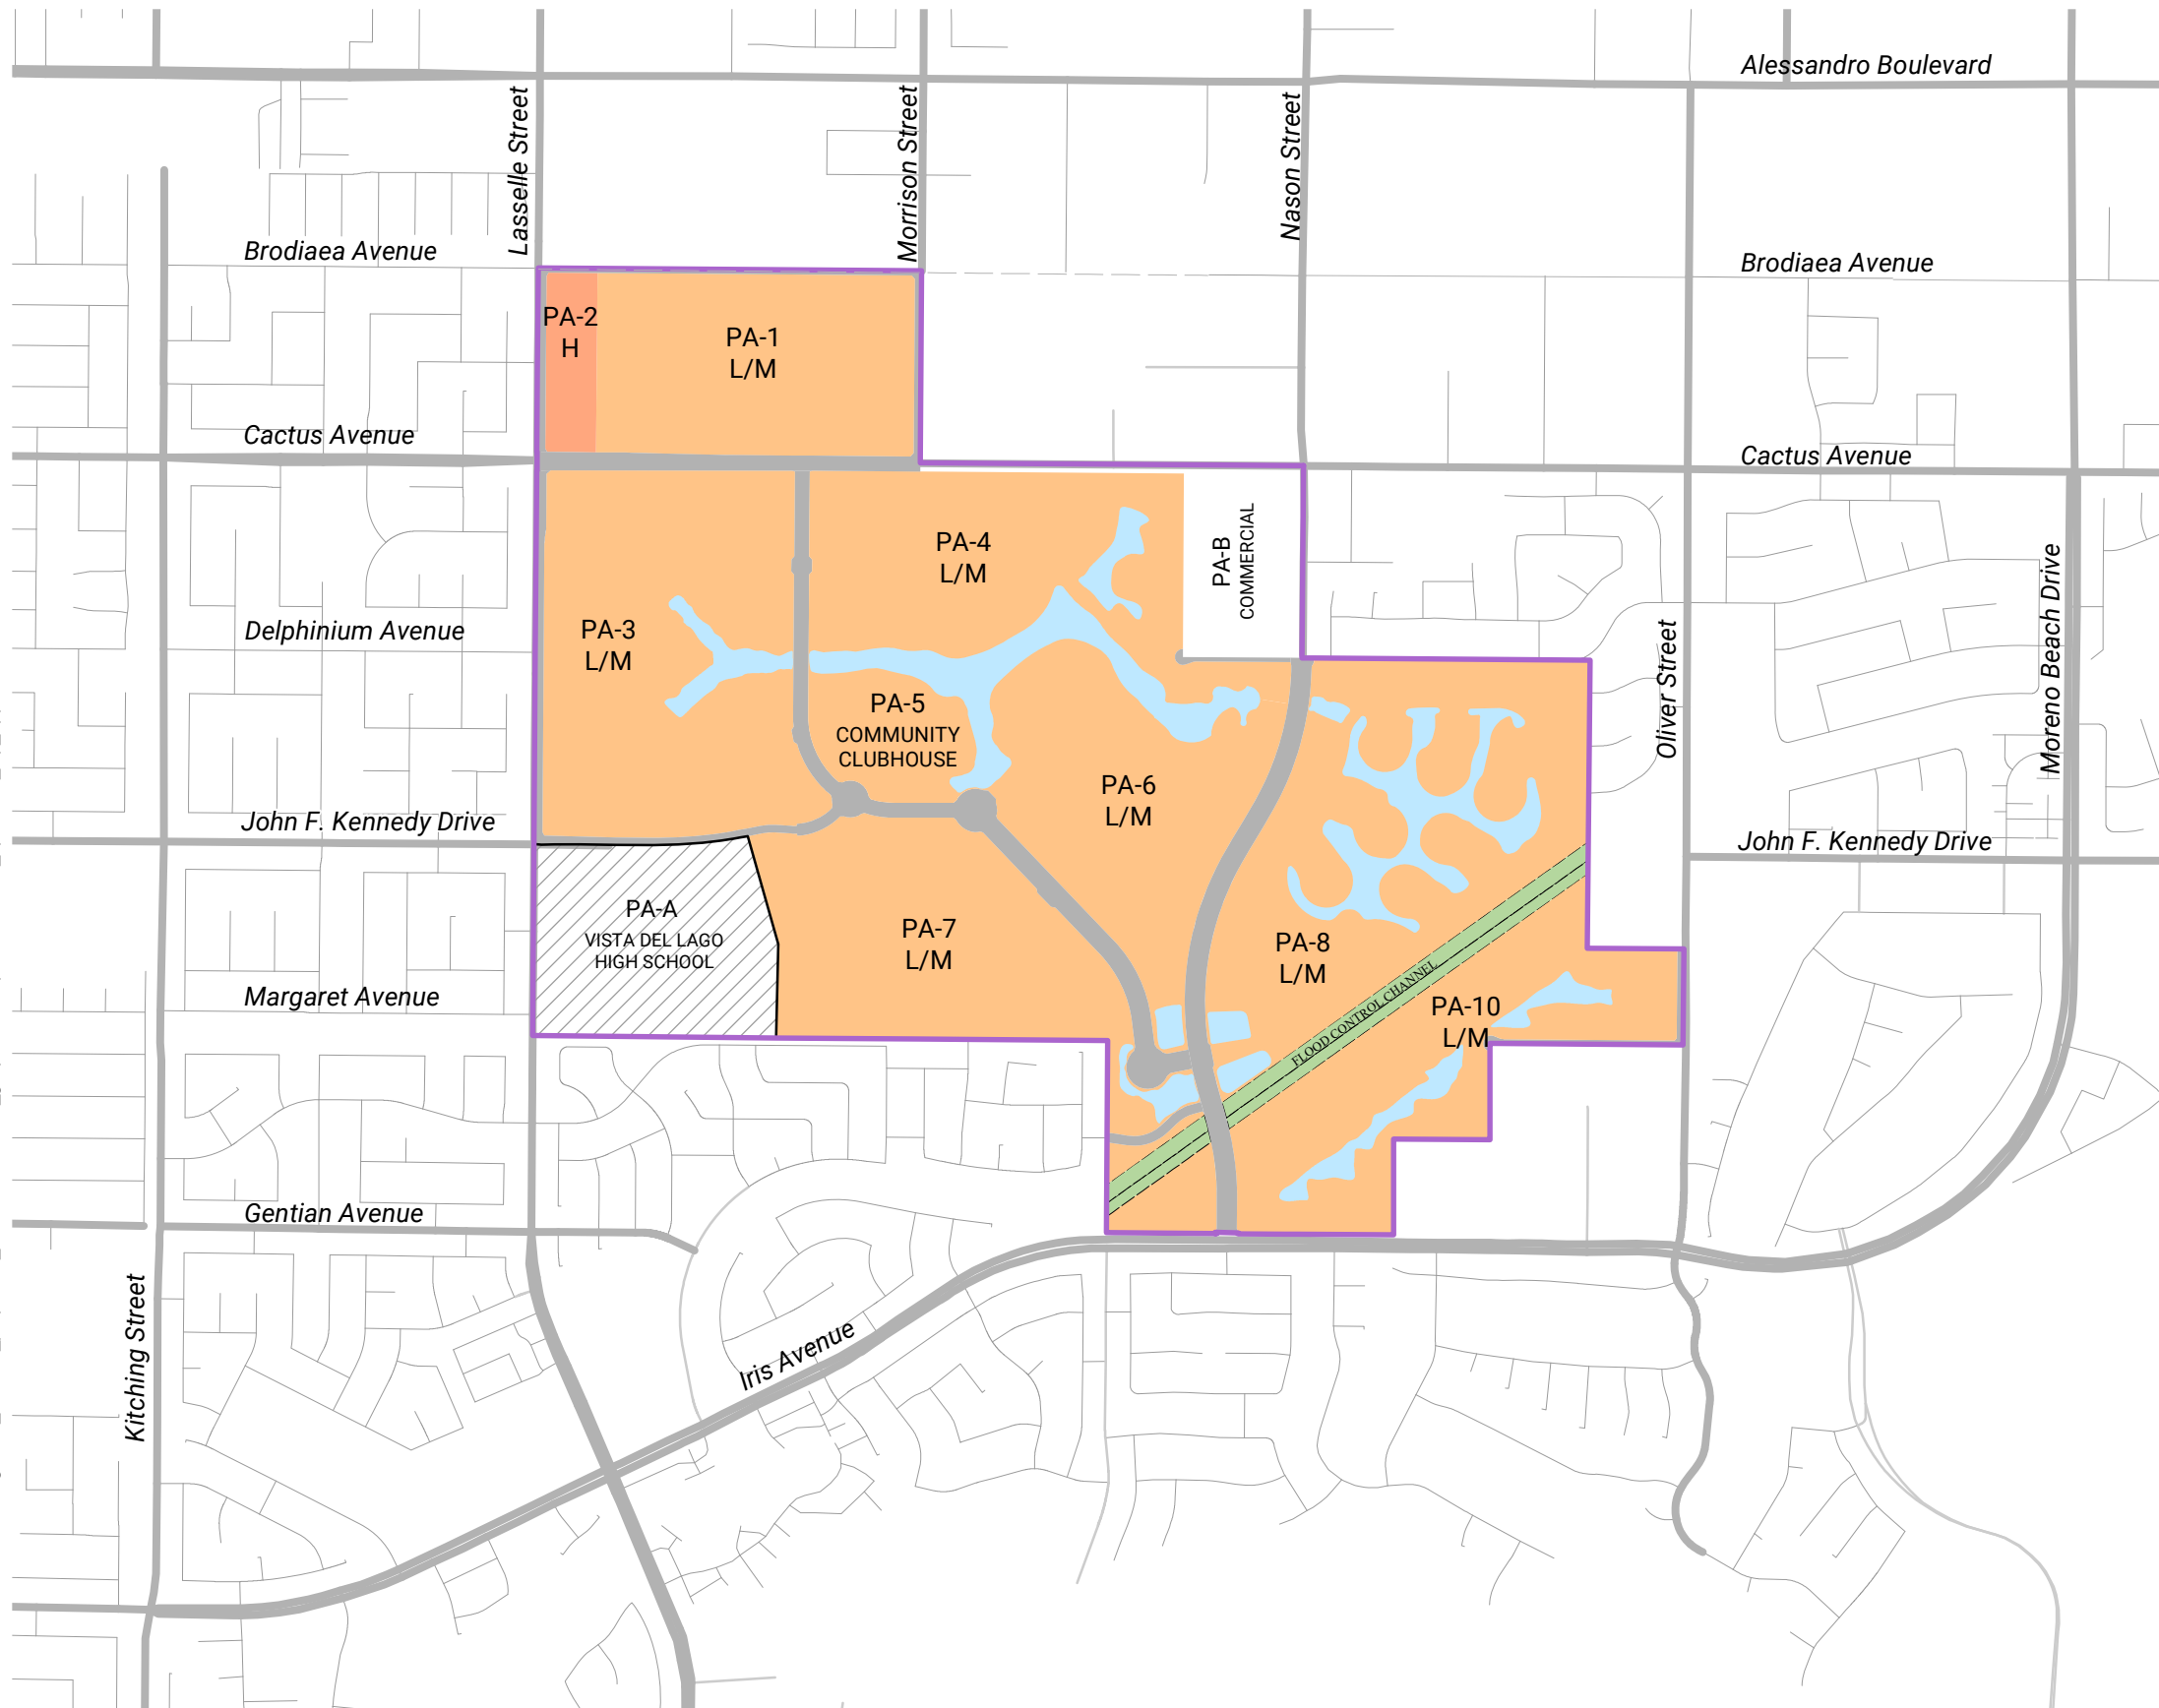 Alessandro Boulevard
Lasselle Street
Morrison Street
Nason Street
Brodiaea Avenue
Brodiaea Avenue
PA-2
H
PA-1
L/M
Cactus Avenue
Cactus Avenue
PA-4
L/M
PA-B
COMMERCIAL
Moreno Beach Drive
Delphinium Avenue
PA-3
L/M
Oliver Street
PA-5
COMMUNITY
CLUBHOUSE
PA-6
L/M
John F. Kennedy Drive
John F. Kennedy Drive
PA-A
VISTA DEL LAGO
HIGH SCHOOL
PA-7
L/M
PA-8
L/M
FLOOD CONTROL CHANNEL
Margaret Avenue
PA-10
L/M
Gentian Avenue
Kitching Street
Iris Avenue